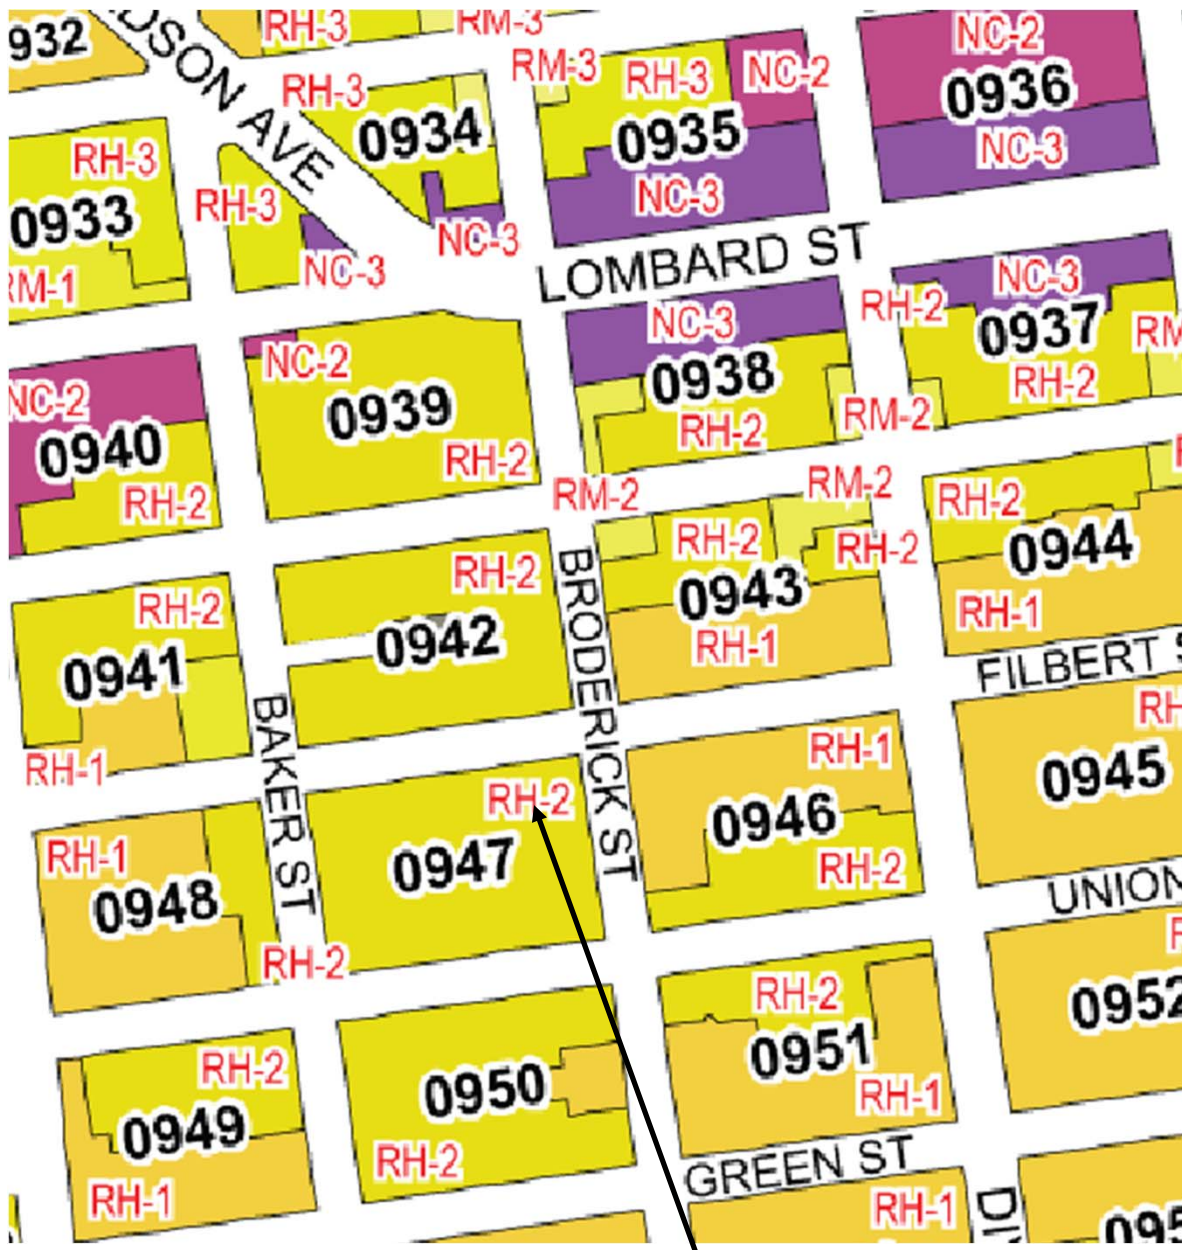 RH-3
RM-3
932
DSON AVE
RH-3
0934
RM-3
RH-3
NC-2
0935
NC-3
NC-2
0936
NC-3
RH-3
0933
RM-1
RH-3
NC-3
NC-3
LOMBARD ST
NC-3
RH-2
NC-3
0937
RM
RH-2
NC-2
0940
RH-2
NC-2
0939
RH-2
0938
RH-2
RM-2
RM-2
RM-2
RH-2
0944
RH-1
RH-2
RH-2
0943
RH-1
RH-2
0941
RH-1
RH-2
0942
BRODERICK ST
FILBERT S
BAKER ST
RH-2
0947
RH-1
0946
RH-2
RH
0945
RH-1
0948
RH-2
UNION
RH-2
0951
RH-1
0952
RH-2
0949
RH-1
0950
RH-2
GREEN ST
RH-1
DIV
095